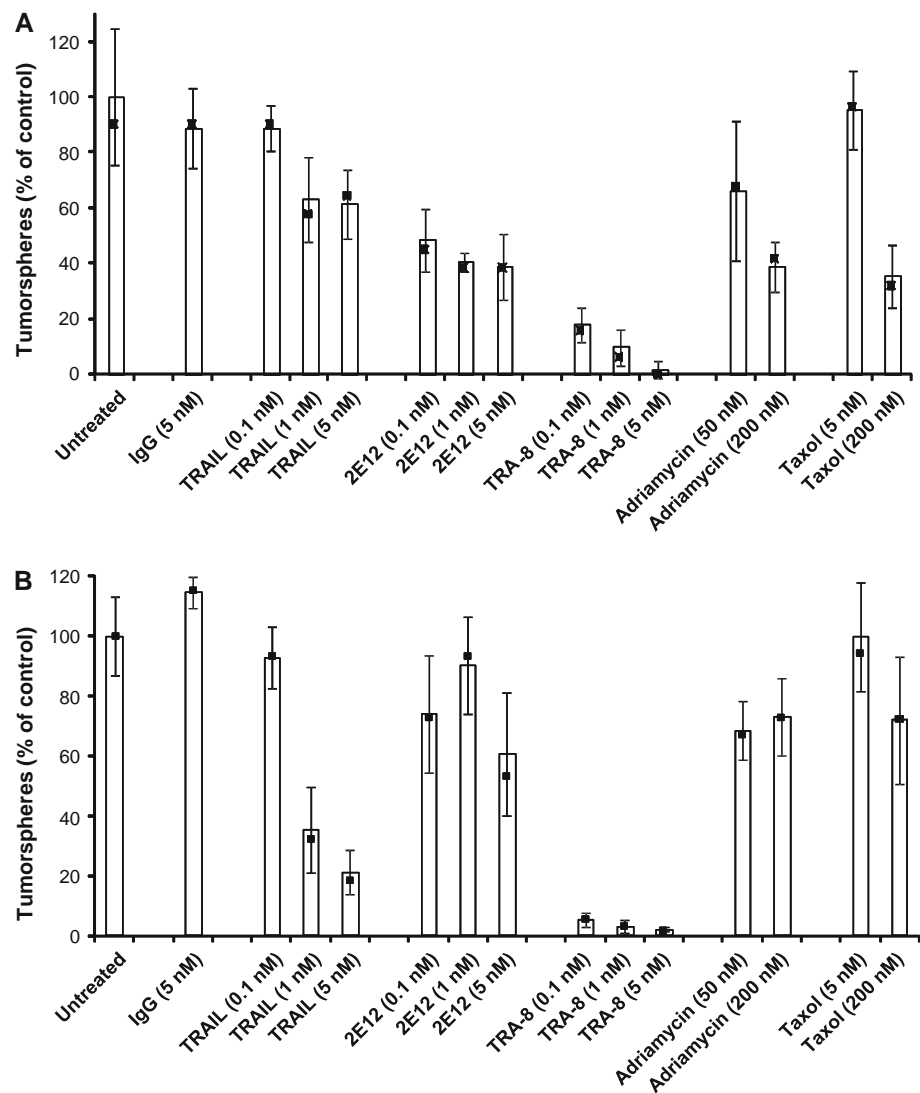 A
Tumorspheres (% of control)
120
100
80
60
40
20
0
Untreated
IgG (5 nM)
TRAIL (0.1 nM)
TRAIL (1 nM)
TRAIL (5 nM)
2E12 (0.1 nM)
2E12 (1 nM)
2E12 (5 nM)
TRA-8 (0.1 nM)
TRA-8 (1 nM)
TRA-8 (5 nM)
Adriamycin (50 nM)
Adriamycin (200 nM)
Taxol (5 nM)
Taxol (200 nM)
B
Tumorspheres (% of control)
120
100
80
60
40
20
0
Untreated
IgG (5 nM)
TRAIL (0.1 nM)
TRAIL (1 nM)
TRAIL (5 nM)
2E12 (0.1 nM)
2E12 (1 nM)
2E12 (5 nM)
TRA-8 (0.1 nM)
TRA-8 (1 nM)
TRA-8 (5 nM)
Adriamycin (50 nM)
Adriamycin (200 nM)
Taxol (5 nM)
Taxol (200 nM)